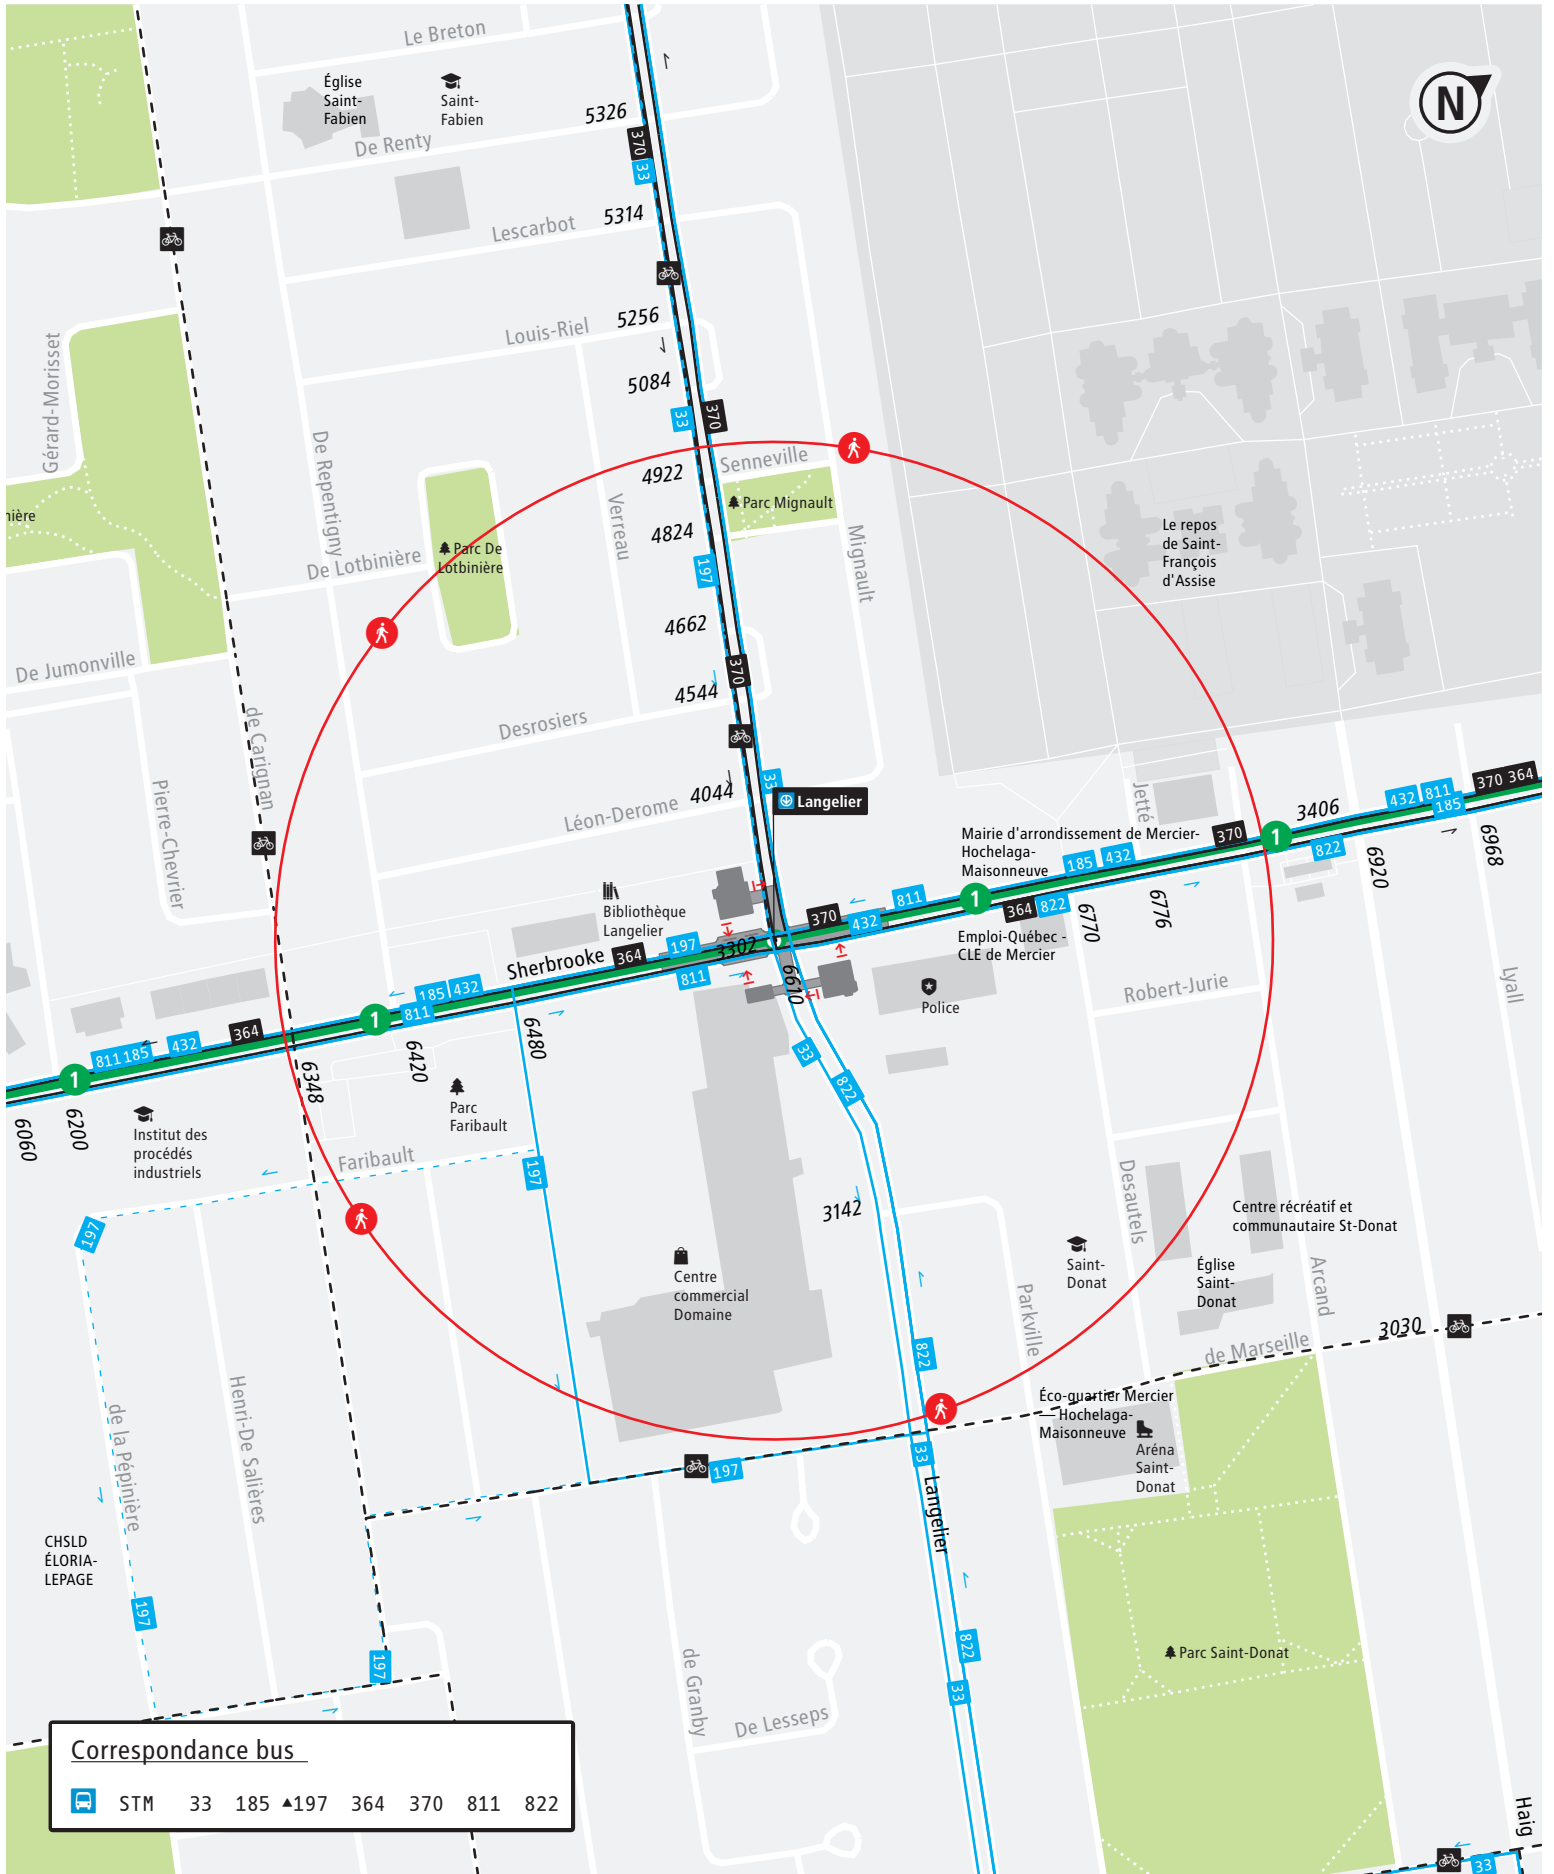 Le Breton
Église
Saint-
Fabien
Saint-
Fabien
5326
De Renty
370
33
N
Lescarbot
5314
Louis-Riel
5256
5084
33
370
Gérard-Morisset
De Repentigny
Verreau
4922
Senneville
Parc Mignault
4824
Mignault
nière
De Lotbinière
Parc De
Lotbinière
197
Le repos
de Saint-
François
d'Assise
4662
De Jumonville
370
4544
Desrosiers
de Carignan
Pierre-Chevrier
Léon-Derome
4044
33
Langelier
Jetté
3406
432
811
185
370
364
6968
6920
822
1
370
Mairie d'arrondissement de Mercier-
Hochelaga-
Maisonneuve
185
432
6776
6770
811
1
364
822
Bibliothèque
Langelier
370
432
Emploi-Québec -
CLE de Mercier
Sherbrooke
364
197
3302
811
6610
Police
Robert-Jurie
Lyall
185
432
811
1
6480
6420
364
432
185
811
1
6348
6200
6060
33
822
Institut des
procédés
industriels
Parc
Faribault
Faribault
197
197
3142
Desautels
Centre récréatif et
communautaire St-Donat
Saint-
Donat
Église
Saint-
Donat
Arcand
Parkville
Centre
commercial
Domaine
822
3030
de Marseille
Éco-quartier Mercier
— Hochelaga-
Maisonneuve
Aréna
Saint-
Donat
Henri-De Salières
de la Pépinière
197
33
Langelier
CHSLD
ÉLORIA-
LEPAGE
197
197
822
33
Parc Saint-Donat
de Granby
De Lesseps
Correspondance bus
STM 33 185 ▲197 364 370 811 822
Haig
33